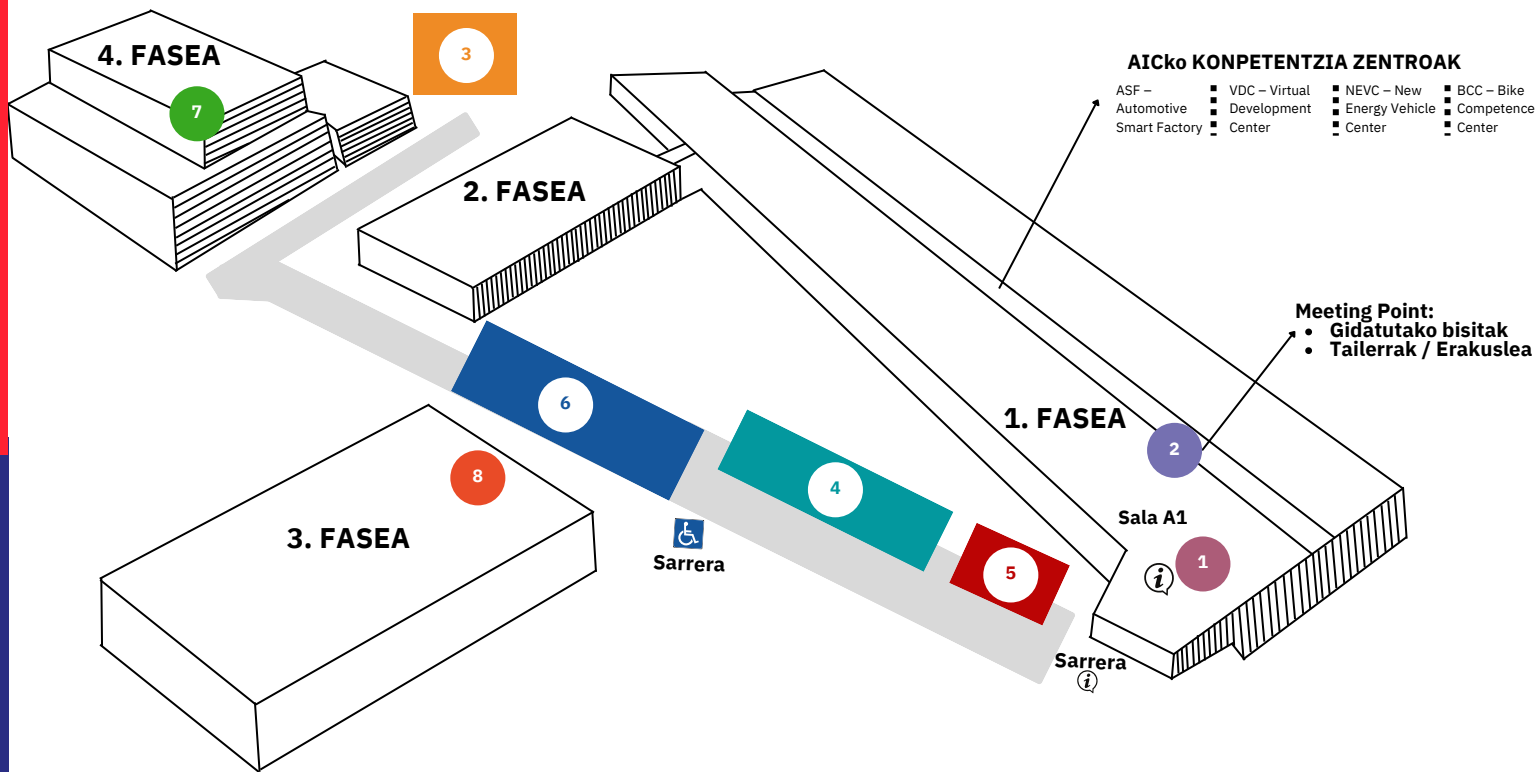 4. FASEA
7
3
2. FASEA
AICko KONPETENTZIA ZENTROAK
ASF –
Automotive
Smart Factory
VDC – Virtual
Development
Center
NEVC – New
Energy Vehicle
Center
BCC – Bike
Competence
Center
Meeting Point:
• Gidatutako bisitak
• Tailerrak / Erakuslea
6
1. FASEA
2
8
4
3. FASEA
Sala A1
i
1
5
Sarrera
Sarrera
i